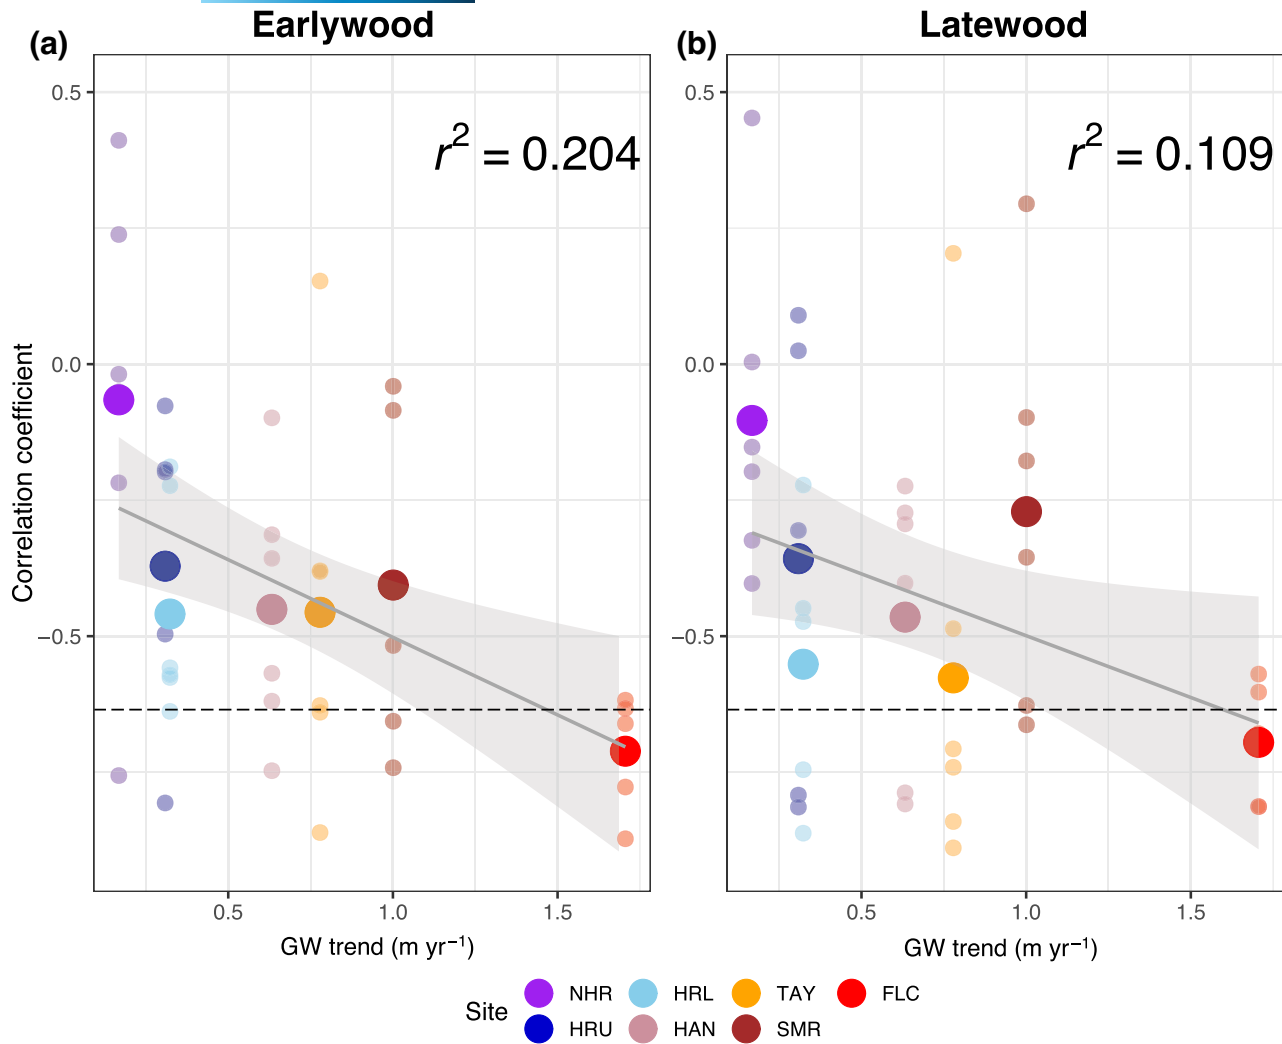 Earlywood
Latewood
(a)
(b)
0.5
0.0
−0.5
0.5
0.0
−0.5
r² = 0.204
r² = 0.109
Correlation coefficient
0.5
1.0
1.5
0.5
1.0
1.5
GW trend (m yr⁻¹)
GW trend (m yr⁻¹)
Site
NHR
HRL
TAY
FLC
HRU
HAN
SMR